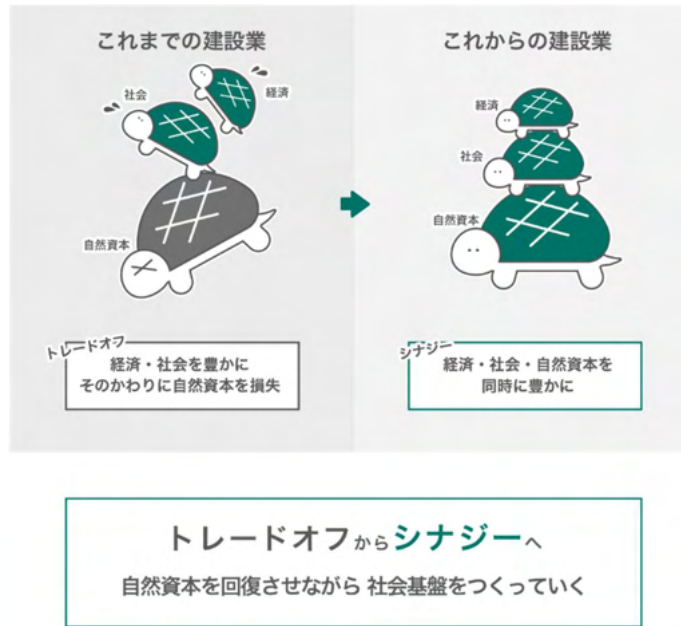 これまでの建設業
社会
経済
自然資本
トレードオフ
経済・社会を豊かに
そのかわりに自然資本を損失
これからの建設業
経済
社会
自然資本
シナジー
経済・社会・自然資本を
同時に豊かに
トレードオフからシナジーへ
自然資本を回復させながら 社会基盤をつくっていく